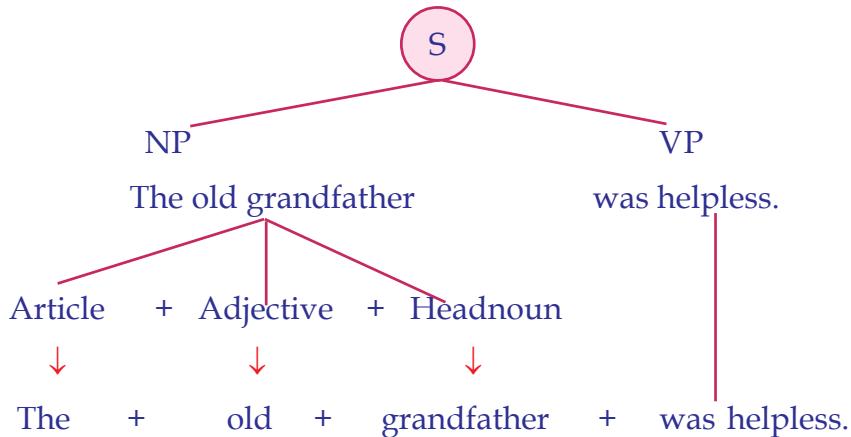 S
NP VP
The old grandfather was helpless.
Article + Adjective + Headnoun
↓ ↓ ↓
The + old + grandfather + was helpless.